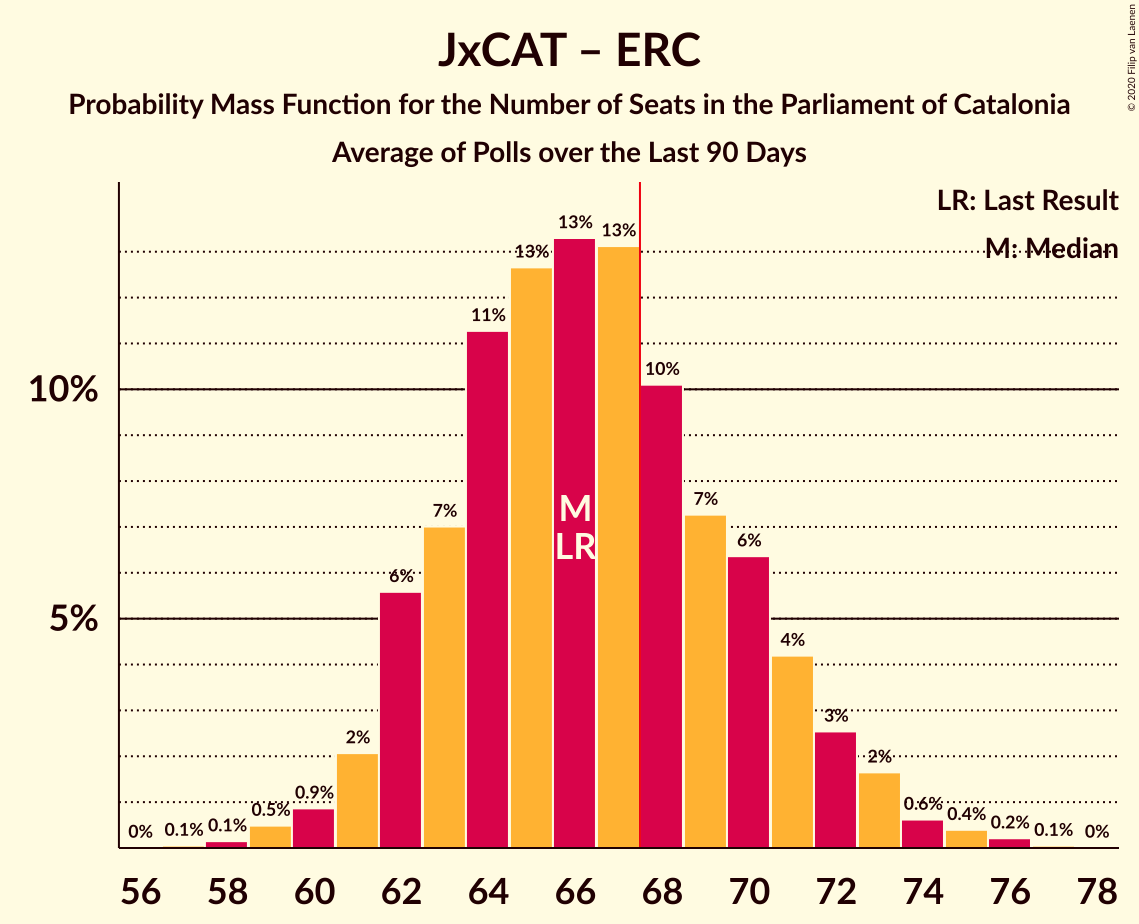 JxCAT – ERC
Probability Mass Function for the Number of Seats in the Parliament of Catalonia
Average of Polls over the Last 90 Days
© 2020 Filip van Laenen
LR: Last Result
M: Median
10%
5%
0%
0.1%
0.1%
0.5%
0.9%
2%
6%
7%
11%
13%
13%
13%
10%
7%
6%
4%
3%
2%
0.6%
0.4%
0.2%
0.1%
0%
M
LR
56 58 60 62 64 66 68 70 72 74 76 78